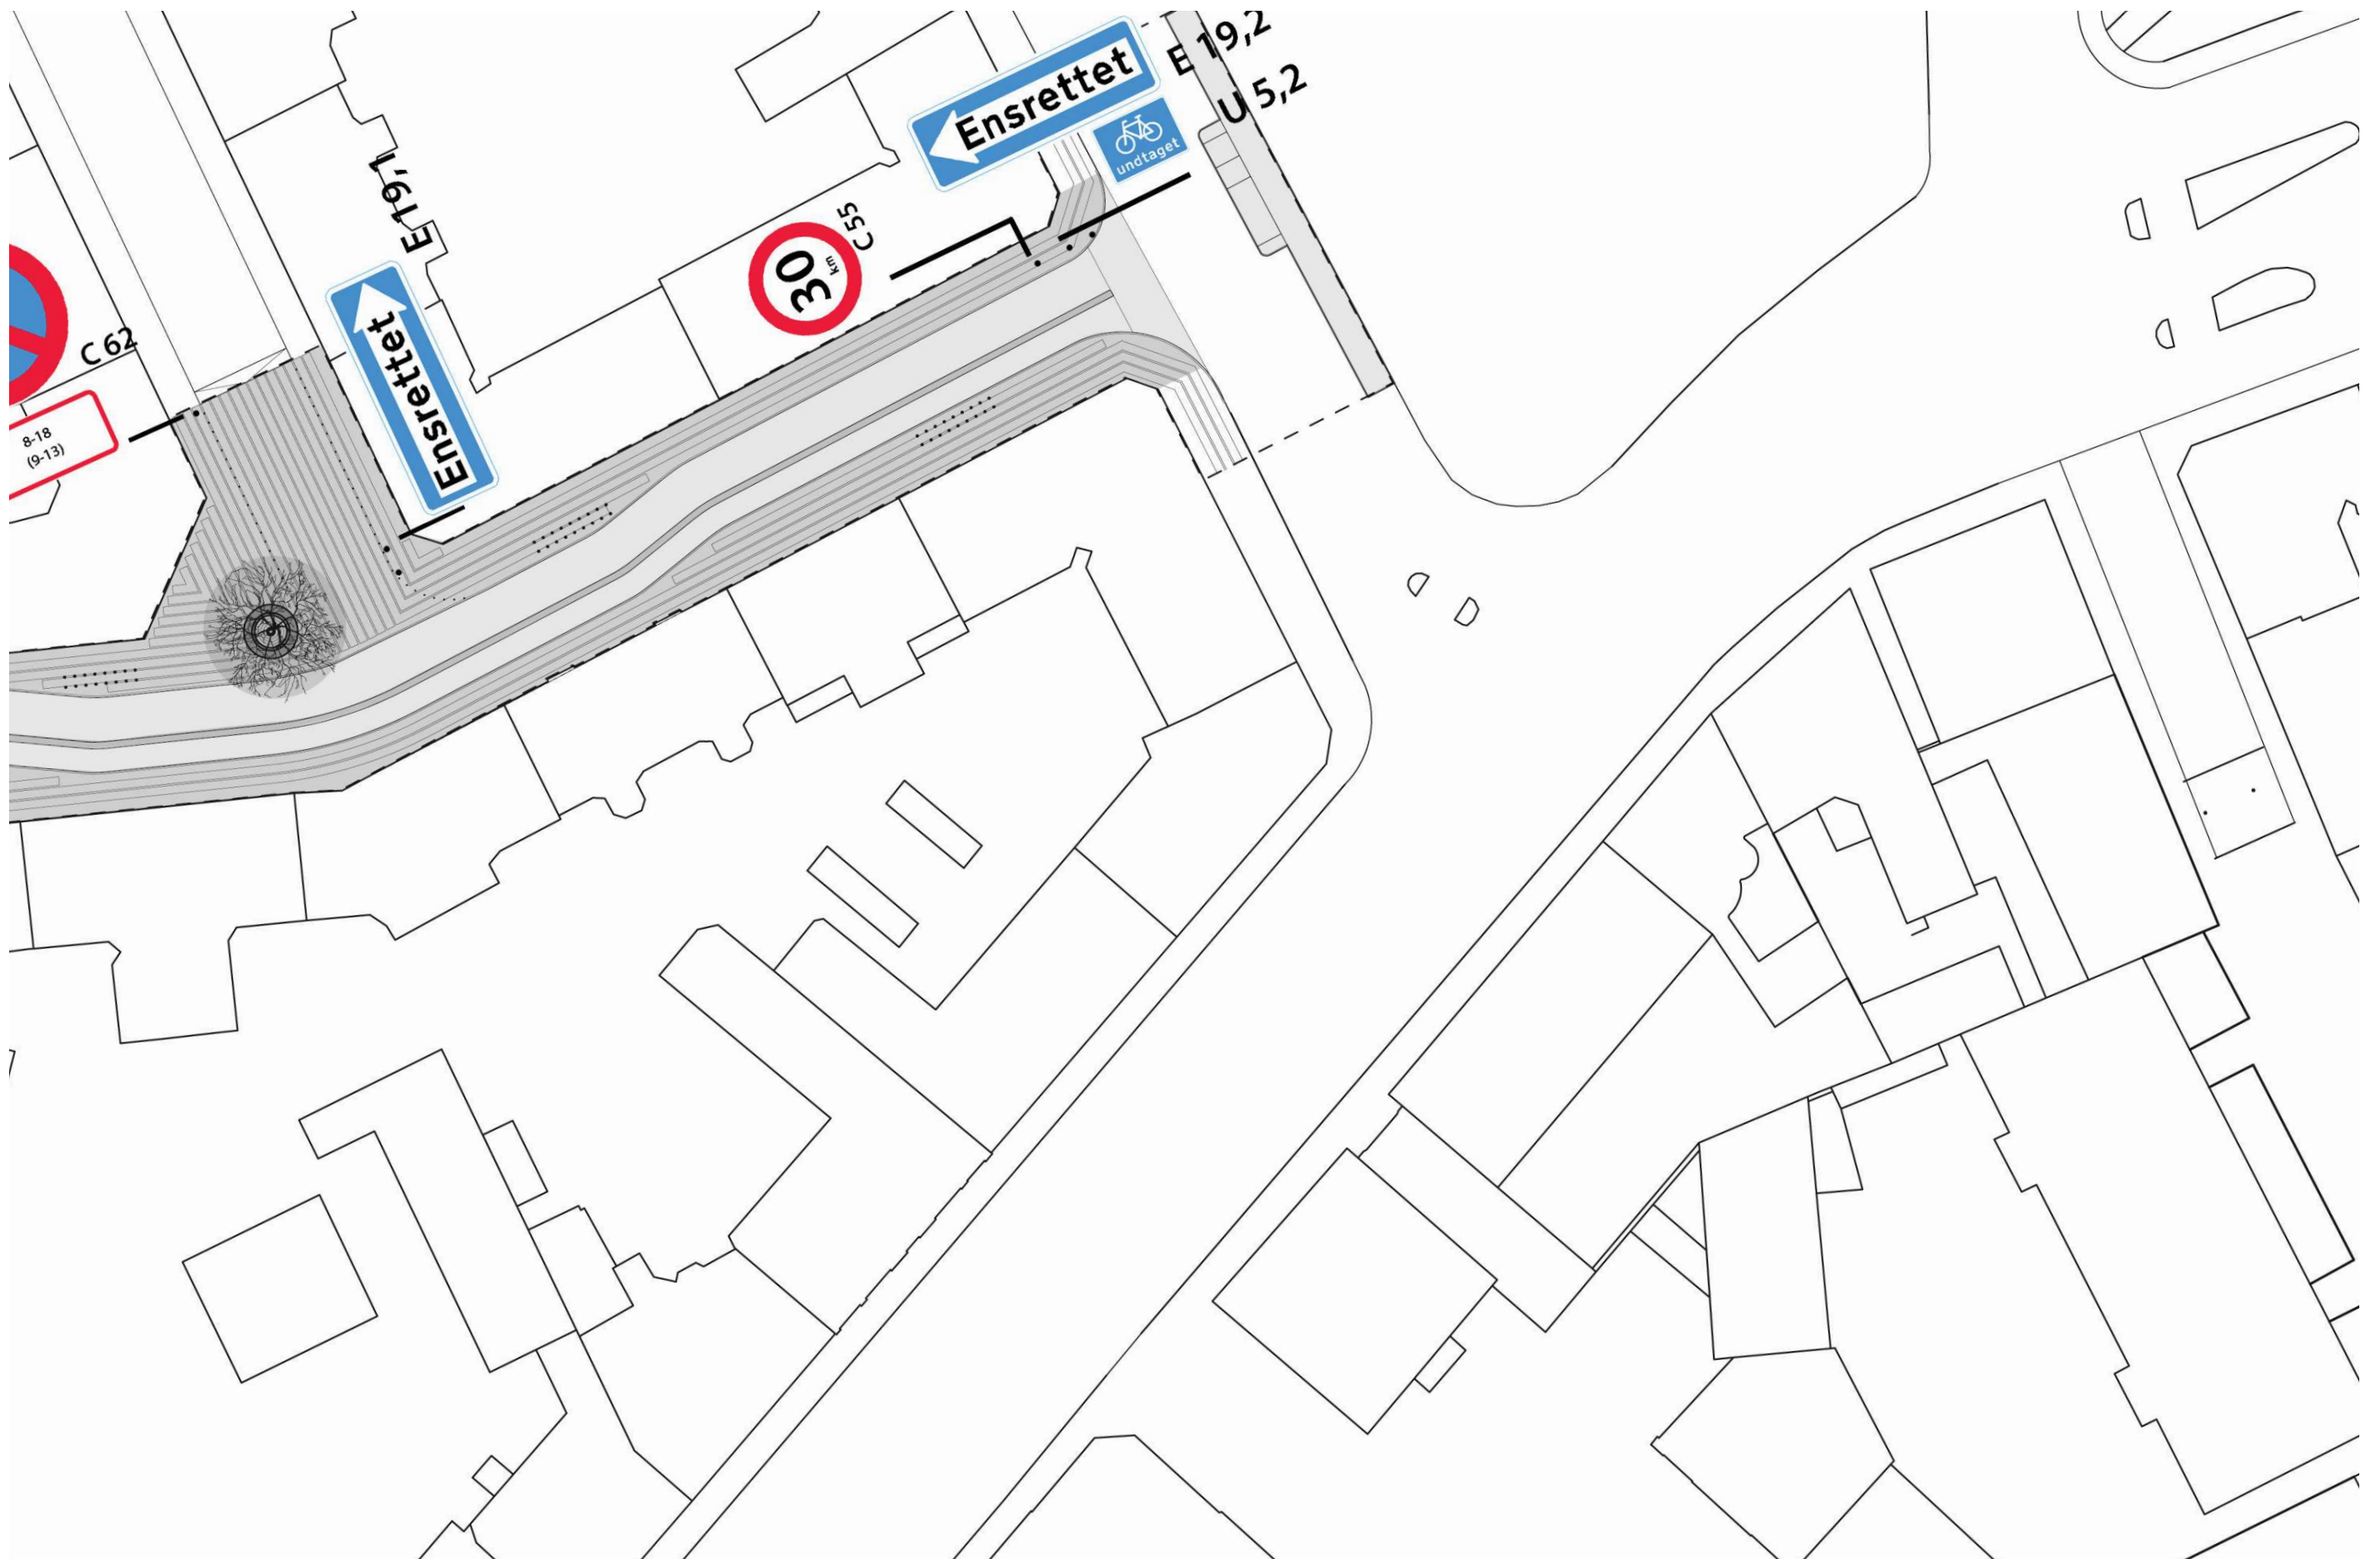 Ensrettet
E 19,2
undtaget
U 5,2
E 19,1
Ensrettet
30
km
C 55
C 62
8-18
(9-13)